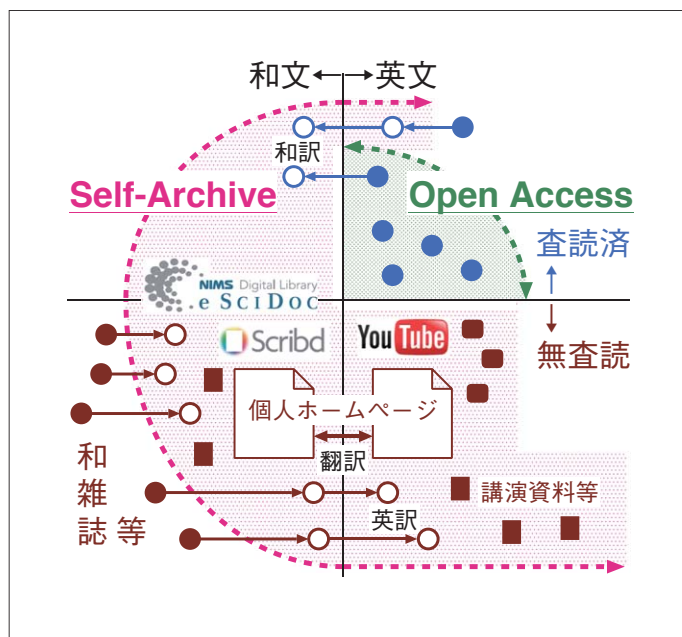 和文 英文
和訳
Self-Archive
Open Access
査読済
NIMS Digital Library
e SciDoc
無査読
Scribd
YouTube
個人ホームページ
翻訳
和雑誌等
講演資料等
英訳